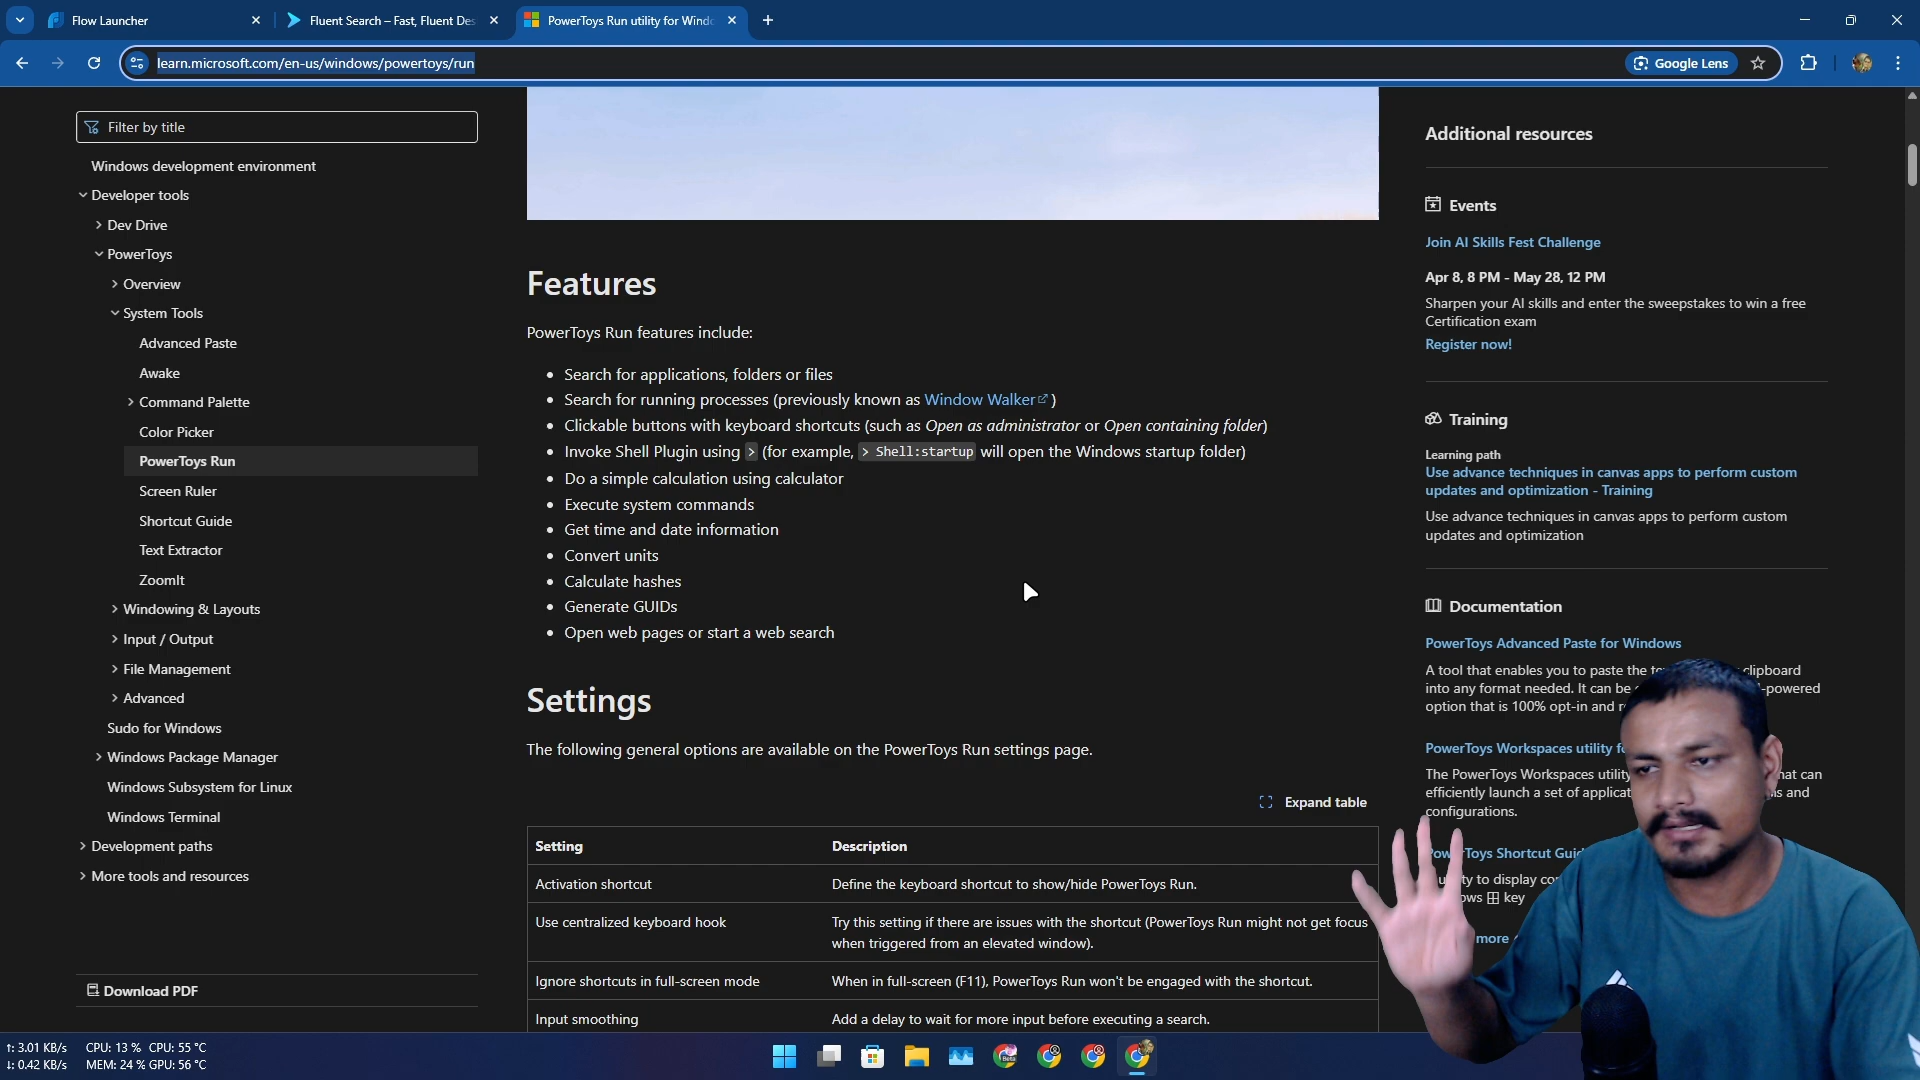 Flow Launcher
Fluent Search – Fast, Fluent Des
PowerToys Run utility for Windo
learn.microsoft.com/en-us/windows/powertoys/run
Google Lens
Filter by title
Windows development environment
Developer tools
Dev Drive
PowerToys
Overview
System Tools
Advanced Paste
Awake
Command Palette
Color Picker
PowerToys Run
Screen Ruler
Shortcut Guide
Text Extractor
ZoomIt
Windowing & Layouts
Input / Output
File Management
Advanced
Sudo for Windows
Windows Package Manager
Windows Subsystem for Linux
Windows Terminal
Development paths
More tools and resources
Download PDF
Features
PowerToys Run features include:
• Search for applications, folders or files
• Search for running processes (previously known as Window Walker)
• Clickable buttons with keyboard shortcuts (such as Open as administrator or Open containing folder)
• Invoke Shell Plugin using > (for example, > Shell:startup will open the Windows startup folder)
• Do a simple calculation using calculator
• Execute system commands
• Get time and date information
• Convert units
• Calculate hashes
• Generate GUIDs
• Open web pages or start a web search
Settings
The following general options are available on the PowerToys Run settings page.
Expand table
Setting Description
Activation shortcut Define the keyboard shortcut to show/hide PowerToys Run.
Use centralized keyboard hook Try this setting if there are issues with the shortcut (PowerToys Run might not get focus
when triggered from an elevated window).
Ignore shortcuts in full-screen mode When in full-screen (F11), PowerToys Run won't be engaged with the shortcut.
Input smoothing Add a delay to wait for more input before executing a search.
Additional resources
Events
Join AI Skills Fest Challenge
Apr 8, 8 PM - May 28, 12 PM
Sharpen your AI skills and enter the sweepstakes to win a free
Certification exam
Register now!
Training
Learning path
Use advance techniques in canvas apps to perform custom
updates and optimization - Training
Use advance techniques in canvas apps to perform custom
updates and optimization
Documentation
PowerToys Advanced Paste for Windows
A tool that enables you to paste the clipboard
into any format needed. It can be -powered
option that is 100% opt-in and
PowerToys Workspaces utility
The PowerToys Workspaces utility that can
efficiently launch a set of and
configurations.
Toys Shortcut
to display
key
more
↑: 3.01 KB/s CPU: 13 % CPU: 55 °C
↓: 0.42 KB/s MEM: 24 % GPU: 56 °C